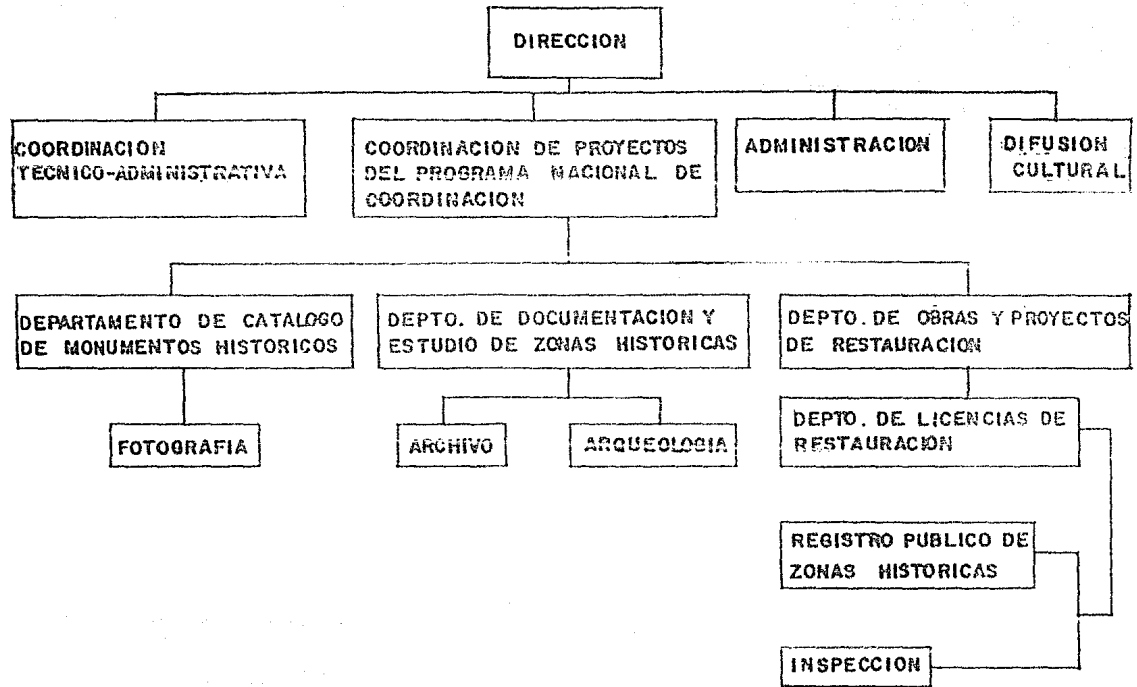 DIRECCION
COORDINACION
TECNICO-ADMINISTRATIVA
COORDINACION DE PROYECTOS
DEL PROGRAMA NACIONAL DE
COORDINACION
ADMINISTRACION
DIFUSION
CULTURAL
DEPARTAMENTO DE CATALOGO
DE MONUMENTOS HISTORICOS
DEPTO. DE DOCUMENTACION Y
ESTUDIO DE ZONAS HISTORICAS
DEPTO. DE OBRAS Y PROYECTOS
DE RESTAURACION
FOTOGRAFIA
ARCHIVO
ARQUEOLOGIA
DEPTO. DE LICENCIAS DE
RESTAURACION
REGISTRO PUBLICO DE
ZONAS HISTORICAS
INSPECCION